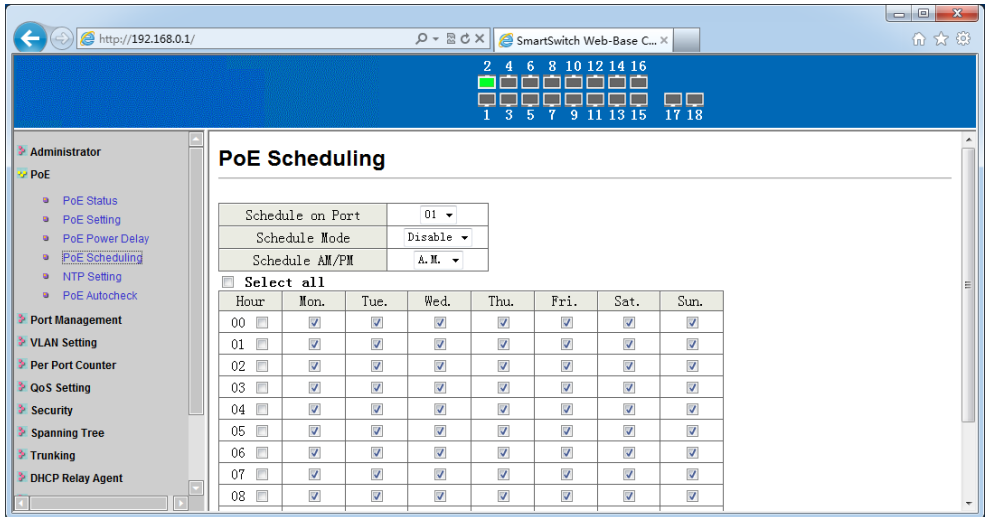 http://192.168.0.1/
SmartSwitch Web-Base C...
2 4 6 8 10 12 14 16
1 3 5 7 9 11 13 15 17 18
Administrator
PoE
PoE Status
PoE Setting
PoE Power Delay
PoE Scheduling
NTP Setting
PoE Autocheck
Port Management
VLAN Setting
Per Port Counter
QoS Setting
Security
Spanning Tree
Trunking
DHCP Relay Agent
PoE Scheduling
Schedule on Port 01
Schedule Mode Disable
Schedule AM/PM A.M.
Select all
Hour Mon. Tue. Wed. Thu. Fri. Sat. Sun.
00
01
02
03
04
05
06
07
08